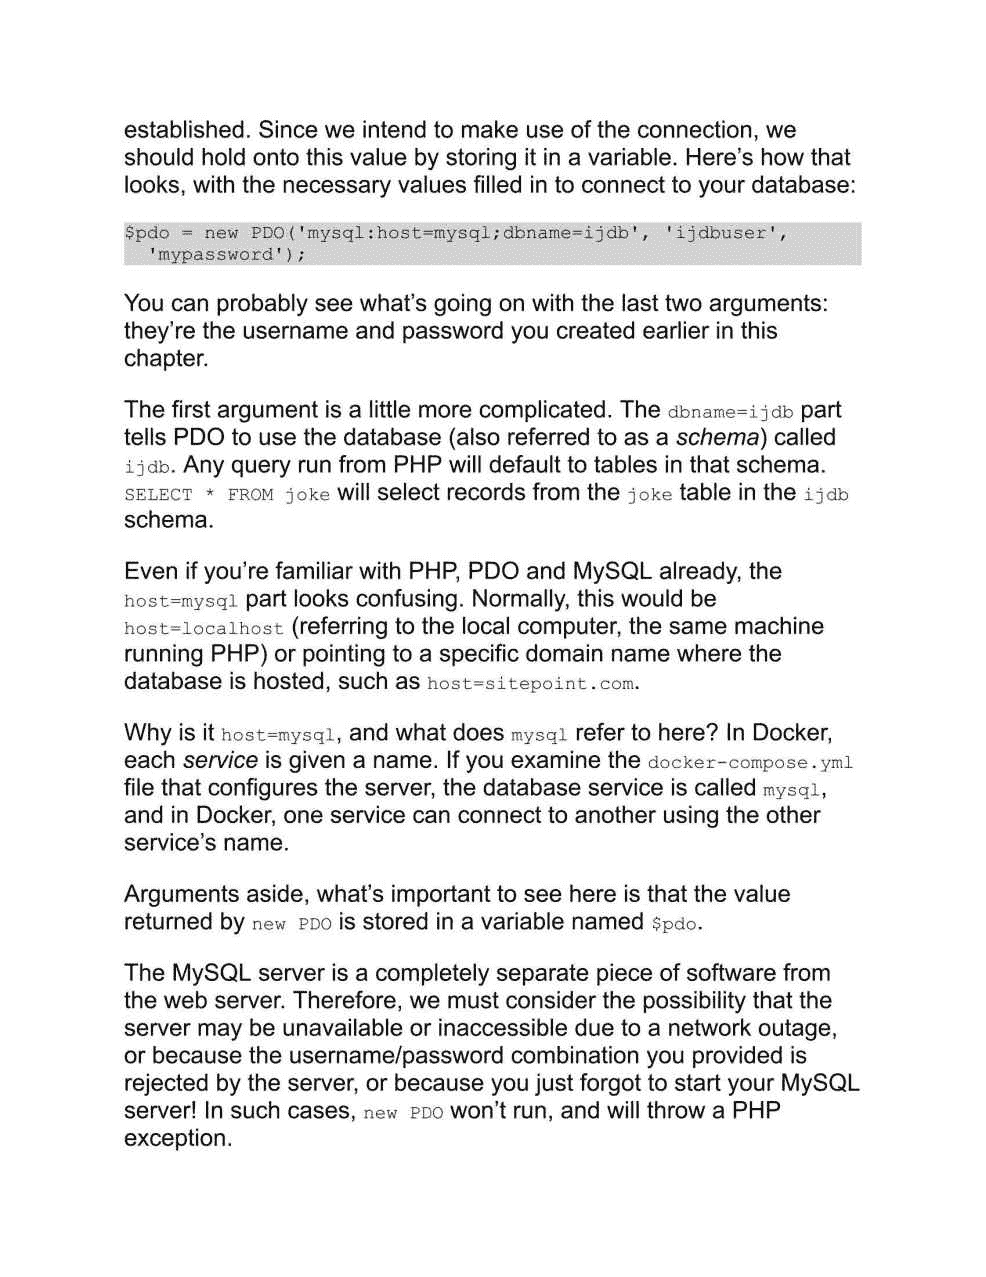 established. Since we intend to make use of the connection, we
should hold onto this value by storing it in a variable. Here’s how that
looks, with the necessary values filled in to connect to your database:
$pdo = new PDO('mysql:host=mysql;dbname=ijdb', 'ijdbuser',
'mypassword');
You can probably see what’s going on with the last two arguments:
they’re the username and password you created earlier in this
chapter.
The first argument is a little more complicated. The dbname=ijdb part
tells PDO to use the database (also referred to as a schema) called
ijdb. Any query run from PHP will default to tables in that schema.
SELECT * FROM joke will select records from the joke table in the ijdb
schema.
Even if you’re familiar with PHP, PDO and MySQL already, the
host=mysql part looks confusing. Normally, this would be
host=localhost (referring to the local computer, the same machine
running PHP) or pointing to a specific domain name where the
database is hosted, such as host=sitepoint.com.
Why is it host=mysql, and what does mysql refer to here? In Docker,
each service is given a name. If you examine the docker-compose.yml
file that configures the server, the database service is called mysql,
and in Docker, one service can connect to another using the other
service’s name.
Arguments aside, what’s important to see here is that the value
returned by new PDO is stored in a variable named $pdo.
The MySQL server is a completely separate piece of software from
the web server. Therefore, we must consider the possibility that the
server may be unavailable or inaccessible due to a network outage,
or because the username/password combination you provided is
rejected by the server, or because you just forgot to start your MySQL
server! In such cases, new PDO won’t run, and will throw a PHP
exception.